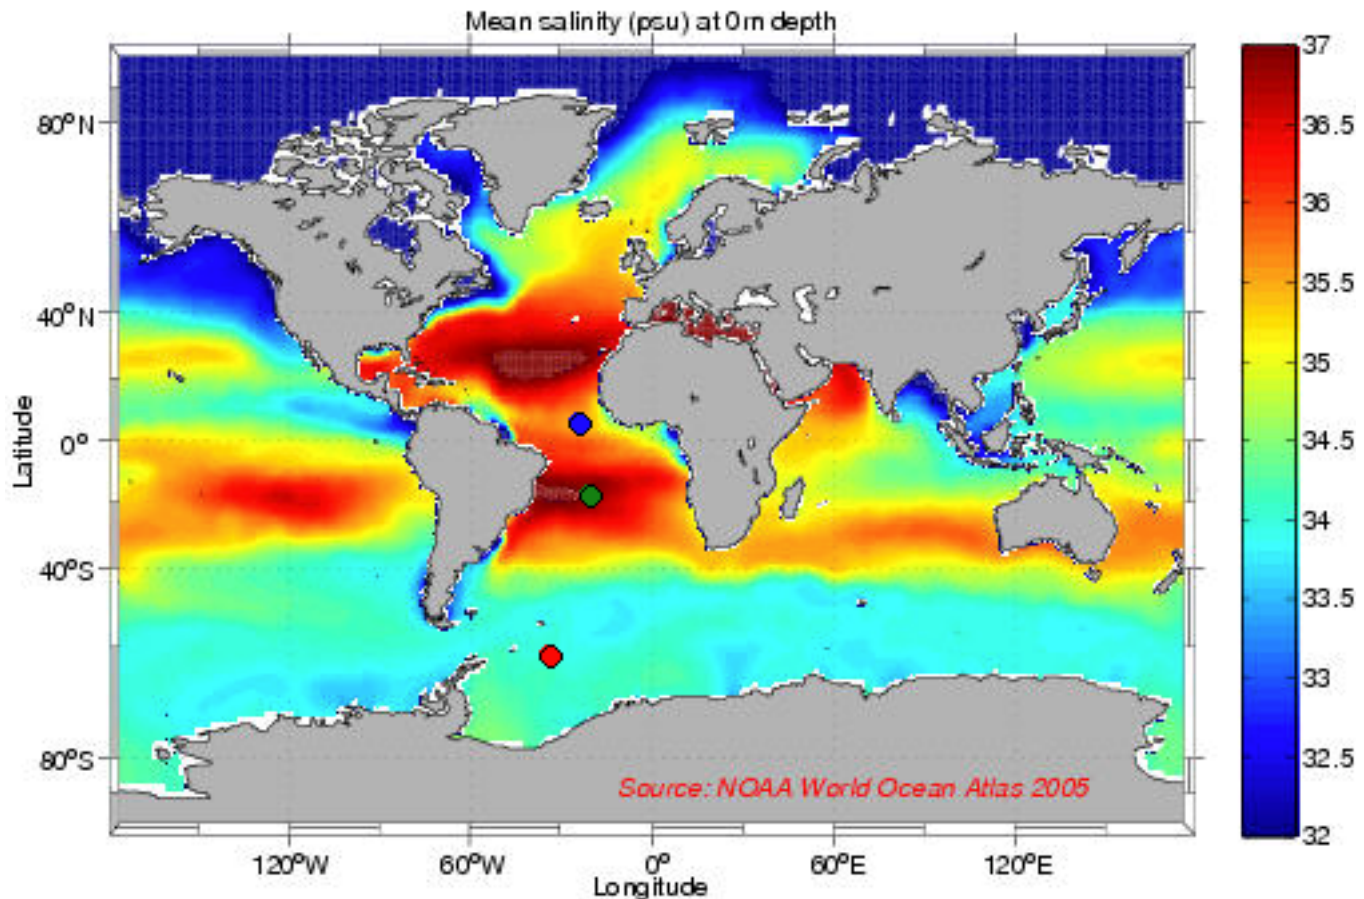 Mean salinity (psu) at 0m depth
80°N
40°N
0°
40°S
80°S
Latitude
120°W
60°W
0°
60°E
120°E
Longitude
Source: NOAA World Ocean Atlas 2005
37
36.5
36
35.5
35
34.5
34
33.5
33
32.5
32